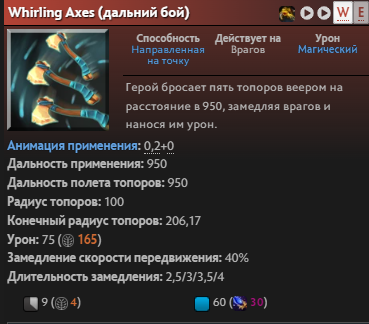 Whirling Axes (дальний бой)
W E
Способность
Направленная
на точку
Действует на
Врагов
Урон
Магический
Герой бросает пять топоров веером на
расстояние в 950, замедляя врагов и
нанося им урон.
Анимация применения: 0,2+0
Дальность применения: 950
Дальность полета топоров: 950
Радиус топоров: 100
Конечный радиус топоров: 206,17
Урон: 75 (165)
Замедление скорости передвижения: 40%
Длительность замедления: 2,5/3/3,5/4
9 (4) 60 (30)